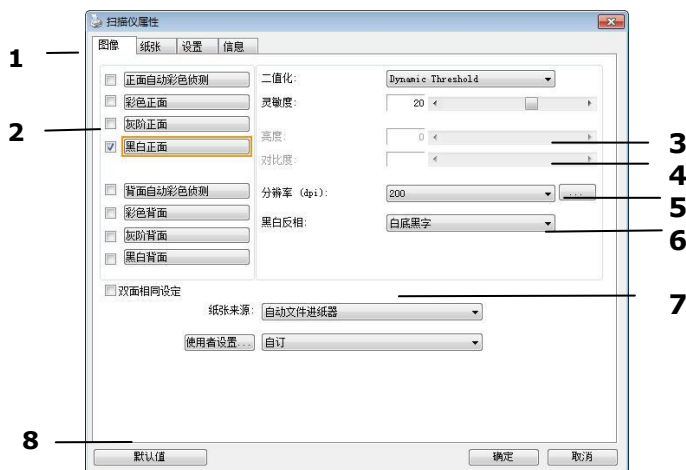 扫描仪属性
图像 纸张 设置 信息
1
正面自动彩色侦测 二值化: Dynamic Threshold
彩色正面 灵敏度: 20
2
灰阶正面
亮度: 0
3
黑白正面
对比度:
4
背面自动彩色侦测 分辨率 (dpi): 200 ...
5
彩色背面 黑白反相: 白底黑字
6
灰阶背面
黑白背面
双面相同设定
7
纸张来源: 自动文件进纸器
使用者设置... 自订
8
默认值 确定 取消